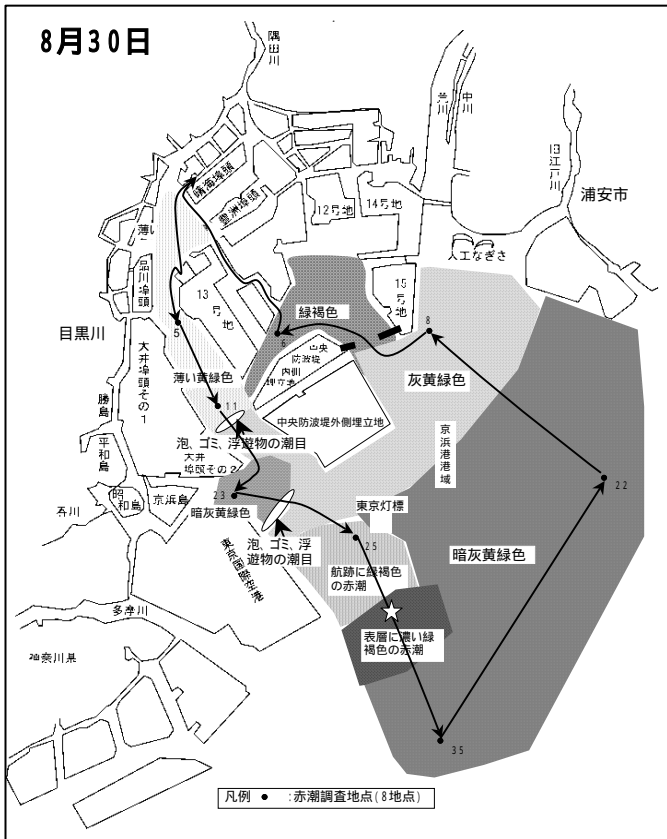 8月30日
隅田川
荒川
中川
旧江戸川
浦安市
晴海埠頭
豊洲埠頭
12号地
14号地
人工なぎさ
薄い
品川埠頭
13号地
15号地
緑褐色
8
目黒川
5
6
中央
防波堤
内側
埋立地
灰黄緑色
大井埠頭その1
薄い黄緑色
11
中央防波堤外側埋立地
京浜港港域
勝島
泡、ゴミ、浮遊物の潮目
平和島
大井
埠頭その2
22
昭和島
京浜島
23
暗灰黄緑色
東京灯標
泡、ゴミ、浮
遊物の潮目
25
暗灰黄緑色
東京国際空港
航跡に緑褐色
の赤潮
多摩川
表層に濃い緑
褐色の赤潮
神奈川県
35
凡例 ● :赤潮調査地点(8地点)